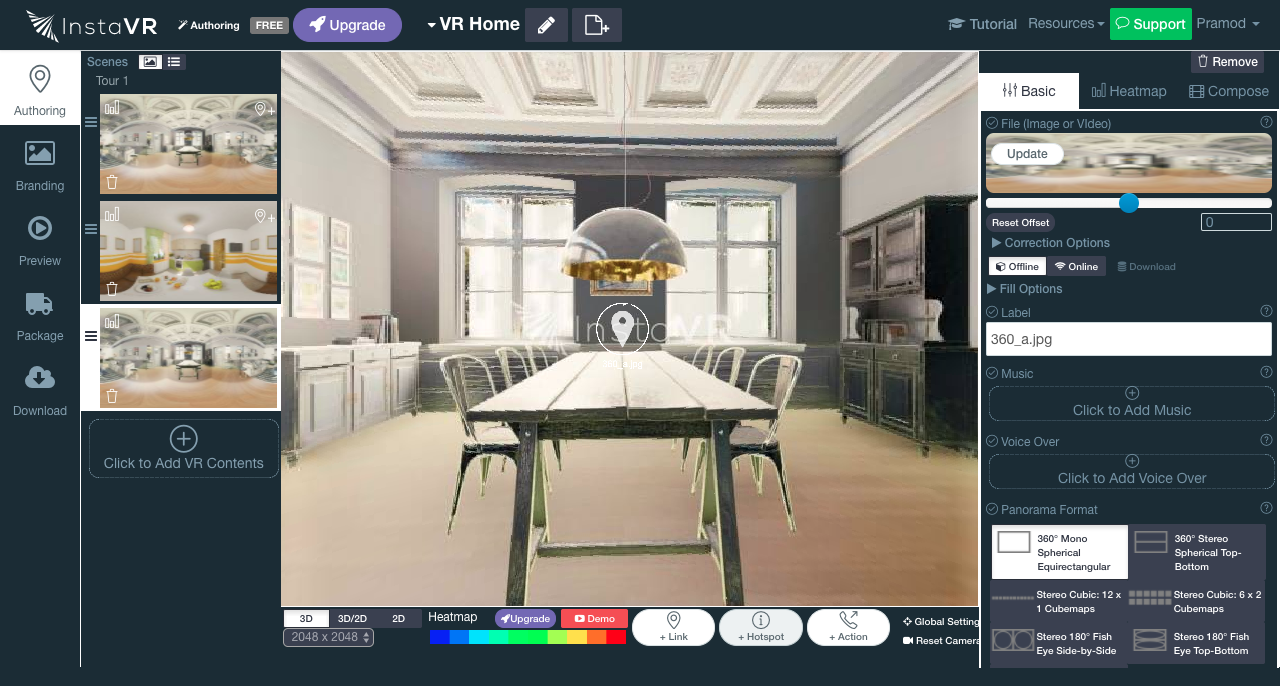 InstaVR
Authoring
FREE
Upgrade
VR Home
Tutorial
Resources
Support
Pramod
Authoring
Branding
Preview
Package
Download
Scenes
Tour 1
Click to Add VR Contents
InstaVR
360_a.jpg
3D
3D/2D
2D
2048 x 2048
Heatmap
Upgrade
Demo
+ Link
+ Hotspot
+ Action
Global Setting
Reset Camera
Remove
Basic
Heatmap
Compose
File (Image or VIdeo)
Update
Reset Offset
0
Correction Options
Offline
Online
Download
Fill Options
Label
360_a.jpg
Music
Click to Add Music
Voice Over
Click to Add Voice Over
Panorama Format
360° Mono
Spherical
Equirectangular
360° Stereo
Spherical Top-
Bottom
Stereo Cubic: 12 x
1 Cubemaps
Stereo Cubic: 6 x 2
Cubemaps
Stereo 180° Fish
Eye Side-by-Side
Stereo 180° Fish
Eye Top-Bottom